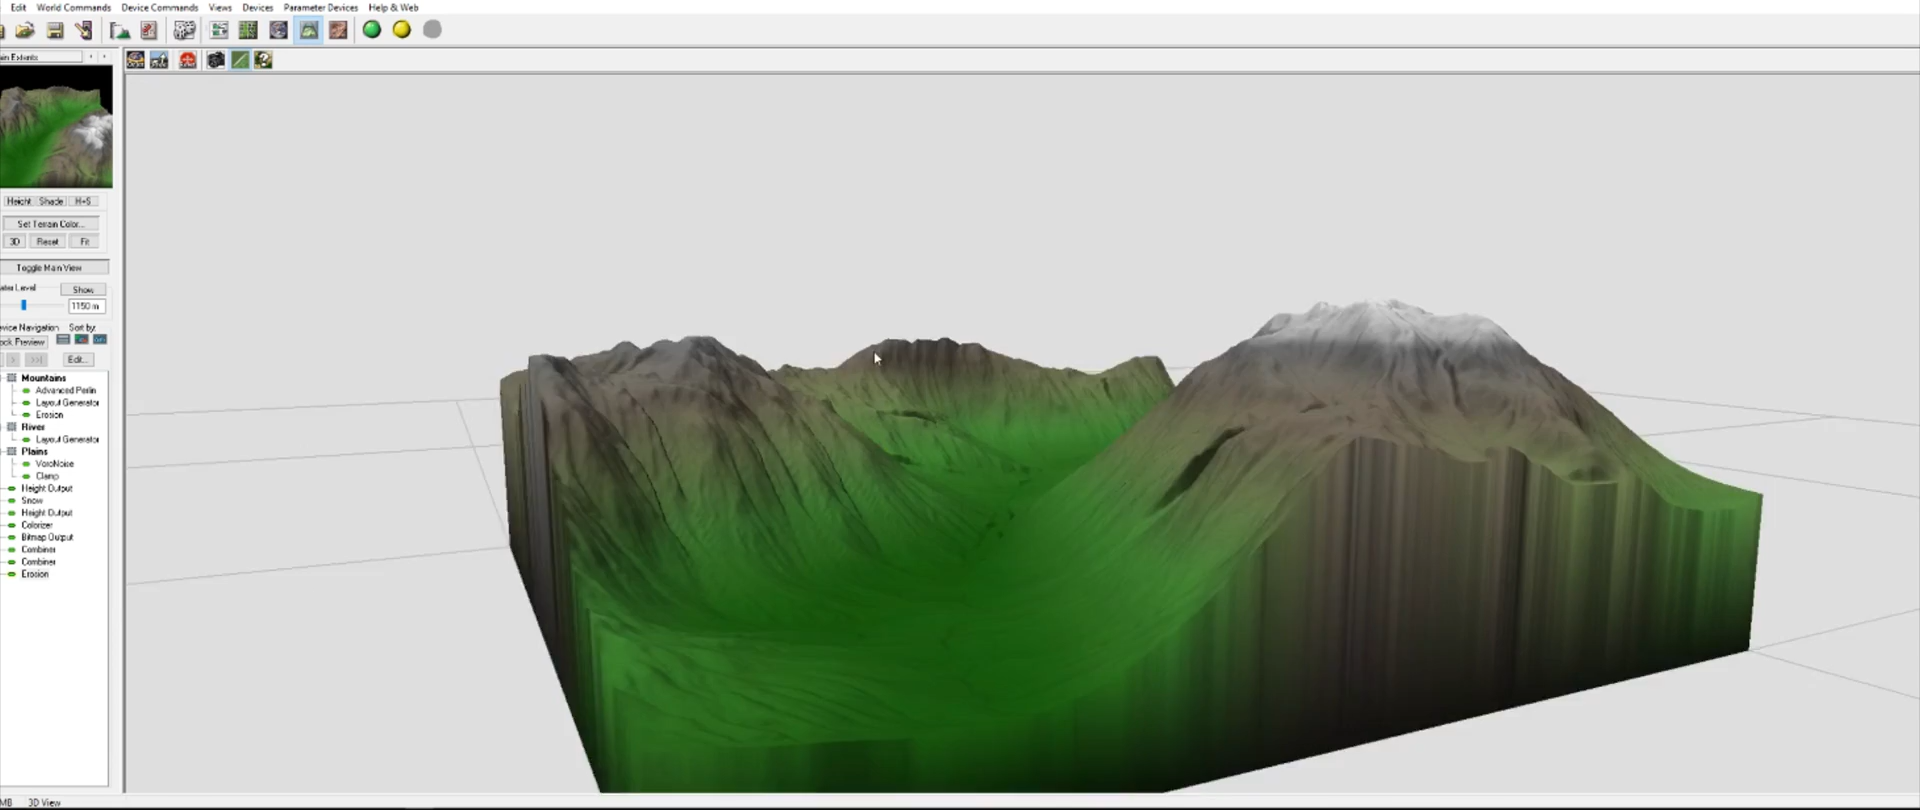 Edit World Commands Device Commands Views Devices Parameter Devices Help & Web
ain Extents
Height Shade H+S
Set Terrain Color...
3D Reset Fit
Toggle Main View
ater Level Show
1150 m
evice Navigation Sort by:
ock Preview
Edit...
Mountains
Advanced Perlin
Layout Generator
Erosion
River
Layout Generator
Plains
VoroNoise
Clamp
Height Output
Snow
Height Output
Colorizer
Bitmap Output
Combiner
Combiner
Erosion
MB 3D View